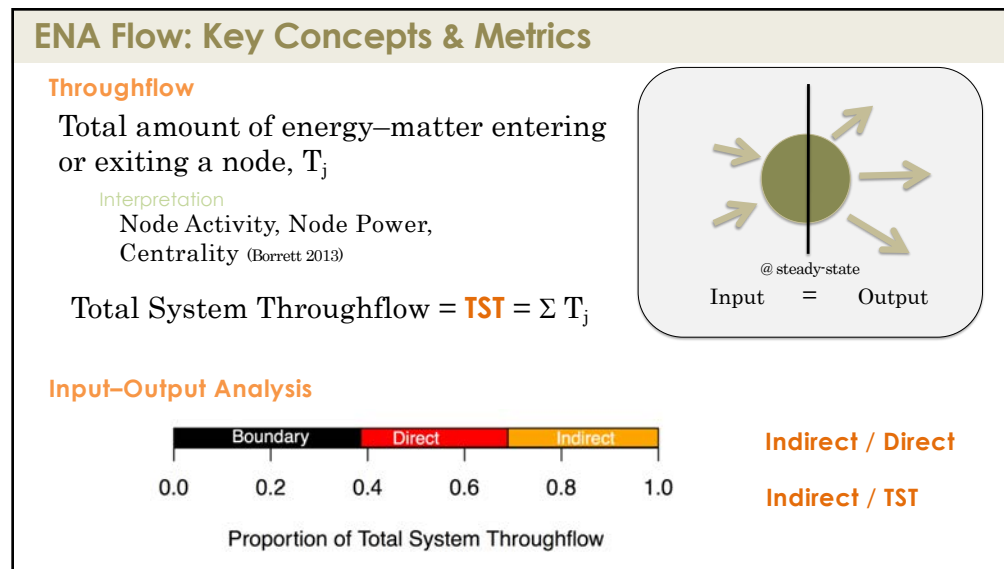 ENA Flow: Key Concepts & Metrics
Throughflow
Total amount of energy–matter entering
or exiting a node, Tj
Interpretation
Node Activity, Node Power,
Centrality (Borrett 2013)
Total System Throughflow = TST = Σ Tj
@ steady-state
Input = Output
Input–Output Analysis
Boundary Direct Indirect
0.0 0.2 0.4 0.6 0.8 1.0
Proportion of Total System Throughflow
Indirect / Direct
Indirect / TST